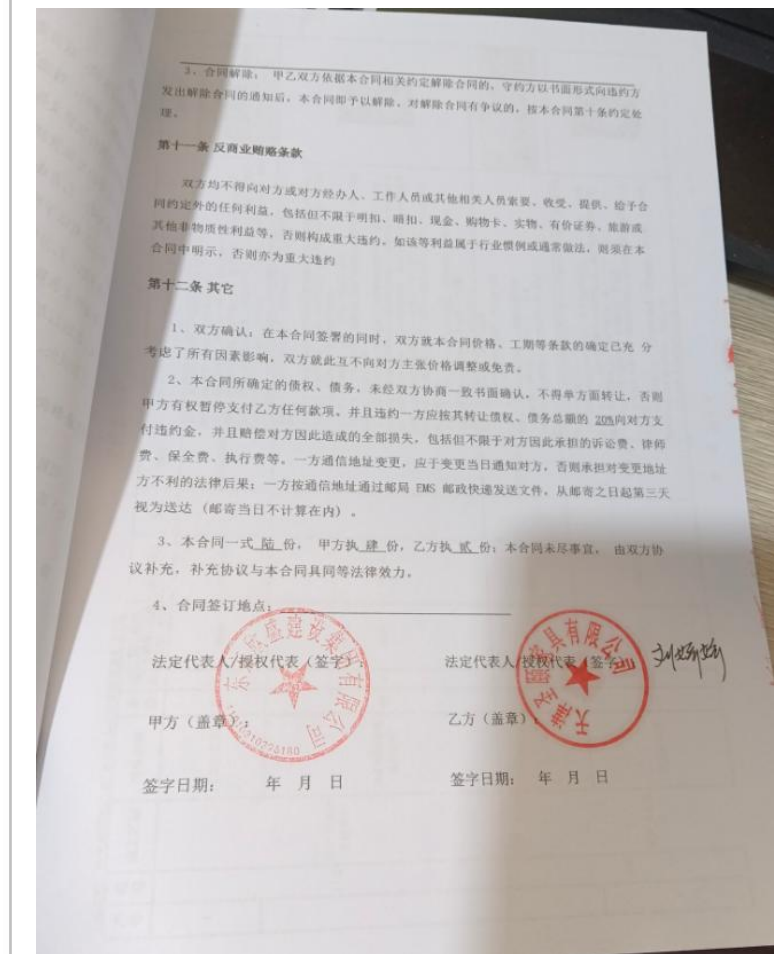 3、合同解除： 甲乙双方依据本合同相关约定解除合同的，守约方以书面形式向违约方
发出解除合同的通知后，本合同即予以解除。对解除合同有争议的，按本合同第十条约定处
理。
第十一条 反商业贿赂条款
双方均不得向对方或对方经办人、工作人员或其他相关人员索要、收受、提供、给予合
同约定外的任何利益，包括但不限于明扣、暗扣、现金、购物卡、实物、有价证券、旅游或
其他非物质性利益等，否则构成重大违约。如该等利益属于行业惯例或通常做法，则须在本
合同中明示，否则亦为重大违约
第十二条 其它
1、双方确认：在本合同签署的同时，双方就本合同价格、工期等条款的确定已充 分
考虑了所有因素影响，双方就此互不向对方主张价格调整或免责。
2、本合同所确定的债权、债务，未经双方协商一致书面确认，不得单方面转让，否则
甲方有权暂停支付乙方任何款项。并且违约一方应按其转让债权、债务总额的 20%向对方支
付违约金，并且赔偿对方因此造成的全部损失，包括但不限于对方因此承担的诉讼费、律师
费、保全费、执行费等。一方通信地址变更，应于变更当日通知对方，否则承担对变更地址
方不利的法律后果；一方按通信地址通过邮局 EMS 邮政快递发送文件，从邮寄之日起第三天
视为送达（邮寄当日不计算在内）。
3、本合同一式 陆 份， 甲方执 肆 份，乙方执 贰 份；本合同未尽事宜， 由双方协
议补充，补充协议与本合同具同等法律效力。
4、合同签订地点：
法定代表人/授权代表（签字）： 法定代表人/授权代表（签字）
甲方（盖章）： 乙方（盖章）
建设集团有限公司
家具有限公司
签字日期： 年 月 日 签字日期： 年 月 日